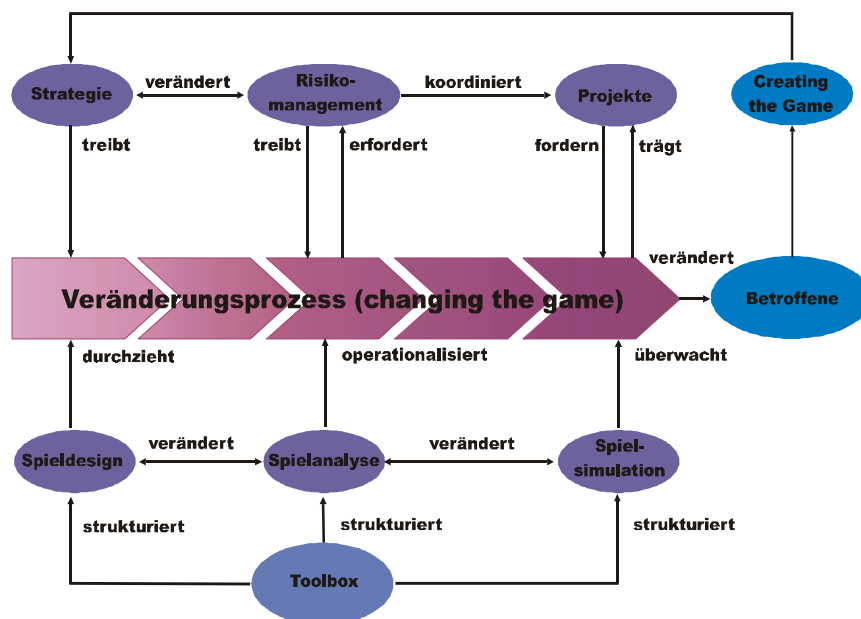 Strategie
verändert
Risiko-
management
koordiniert
Projekte
Creating
the Game
treibt
treibt
erfordert
fordern
trägt
verändert
Veränderungsprozess (changing the game)
Betroffene
durchzieht
operationalisiert
überwacht
Spieldesign
verändert
Spielanalyse
verändert
Spiel-
simulation
strukturiert
strukturiert
strukturiert
Toolbox